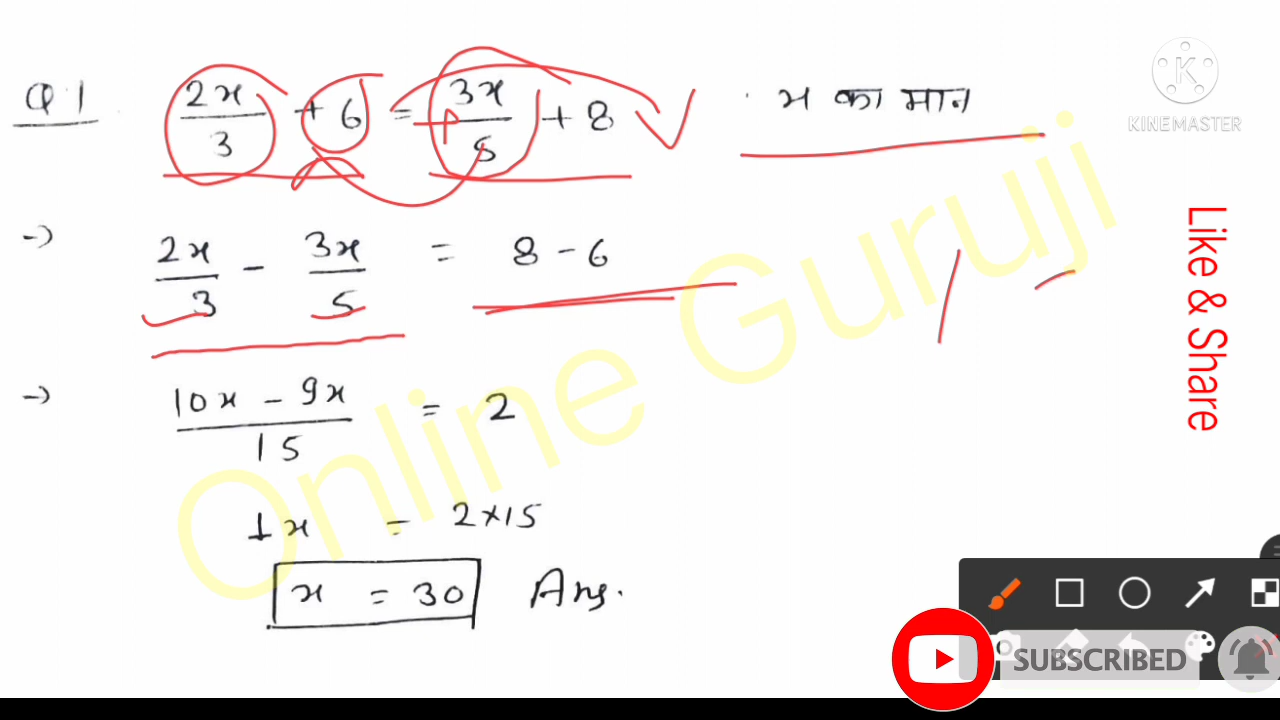 Q 1. 2x/3 + 6 = 3x/5 + 8 . x का मान
→ 2x/3 - 3x/5 = 8 - 6
→ (10x - 9x)/15 = 2
1x = 2×15
x = 30 Ans.
K
KINEMASTER
Online Guruji
Like & Share
SUBSCRIBED